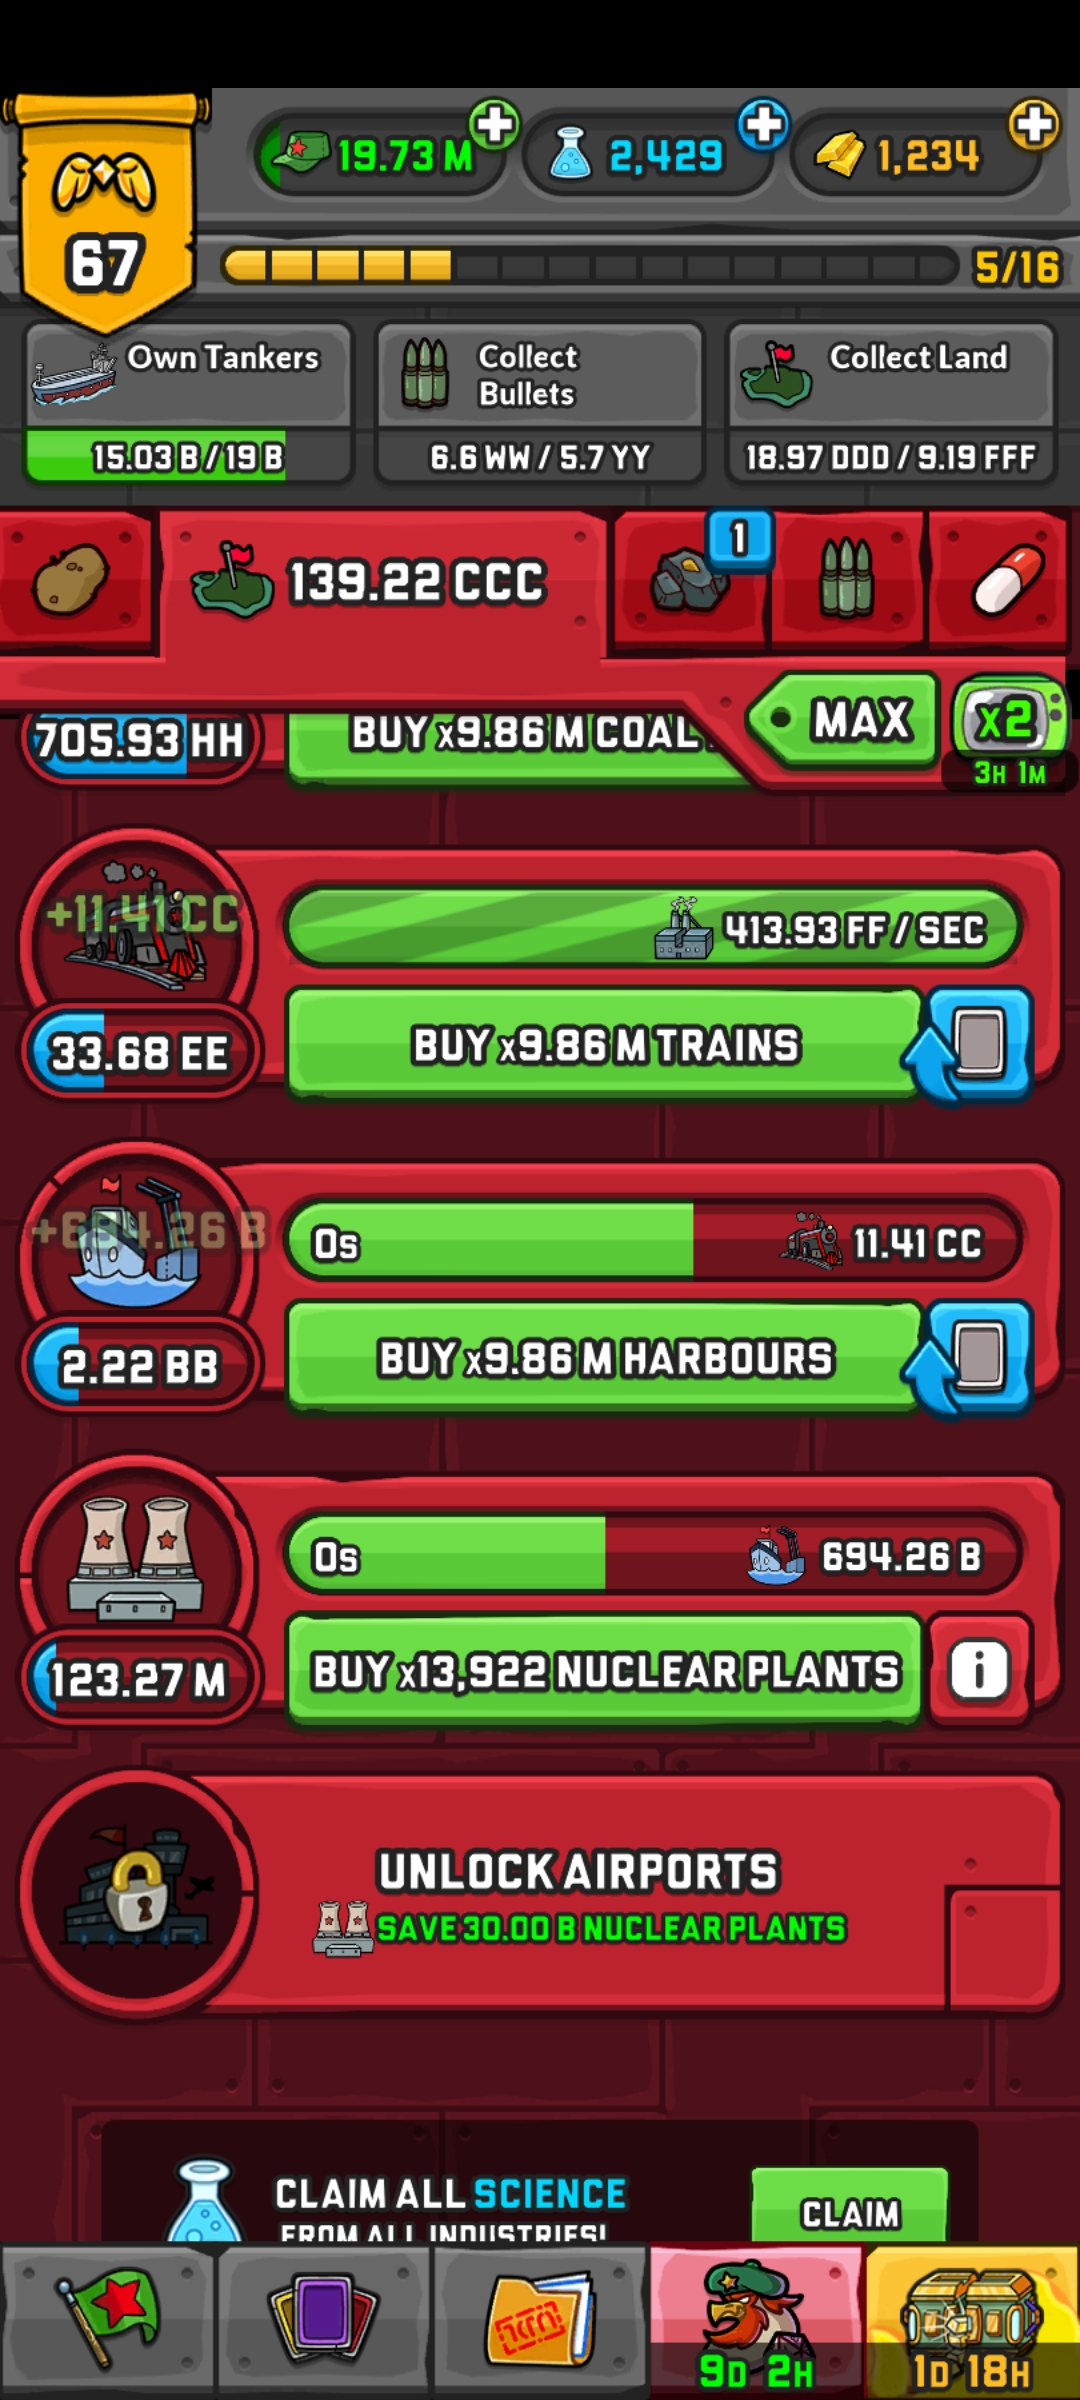 19.73 M
2,429
1,234
67
5/16
Own Tankers
15.03 B / 19 B
Collect
Bullets
6.6 WW / 5.7 YY
Collect Land
18.97 DDD / 9.19 FFF
139.22 CCC
1
MAX
x2
3H 1M
705.93 HH
BUY x9.86 M COAL
+11.41 CC
413.93 FF / SEC
33.68 EE
BUY x9.86 M TRAINS
+694.26 B
0s
11.41 CC
2.22 BB
BUY x9.86 M HARBOURS
0s
694.26 B
123.27 M
BUY x13,922 NUCLEAR PLANTS
i
UNLOCK AIRPORTS
SAVE 30.00 B NUCLEAR PLANTS
CLAIM ALL SCIENCE
FROM ALL INDUSTRIES!
CLAIM
9D 2H
1D 18H